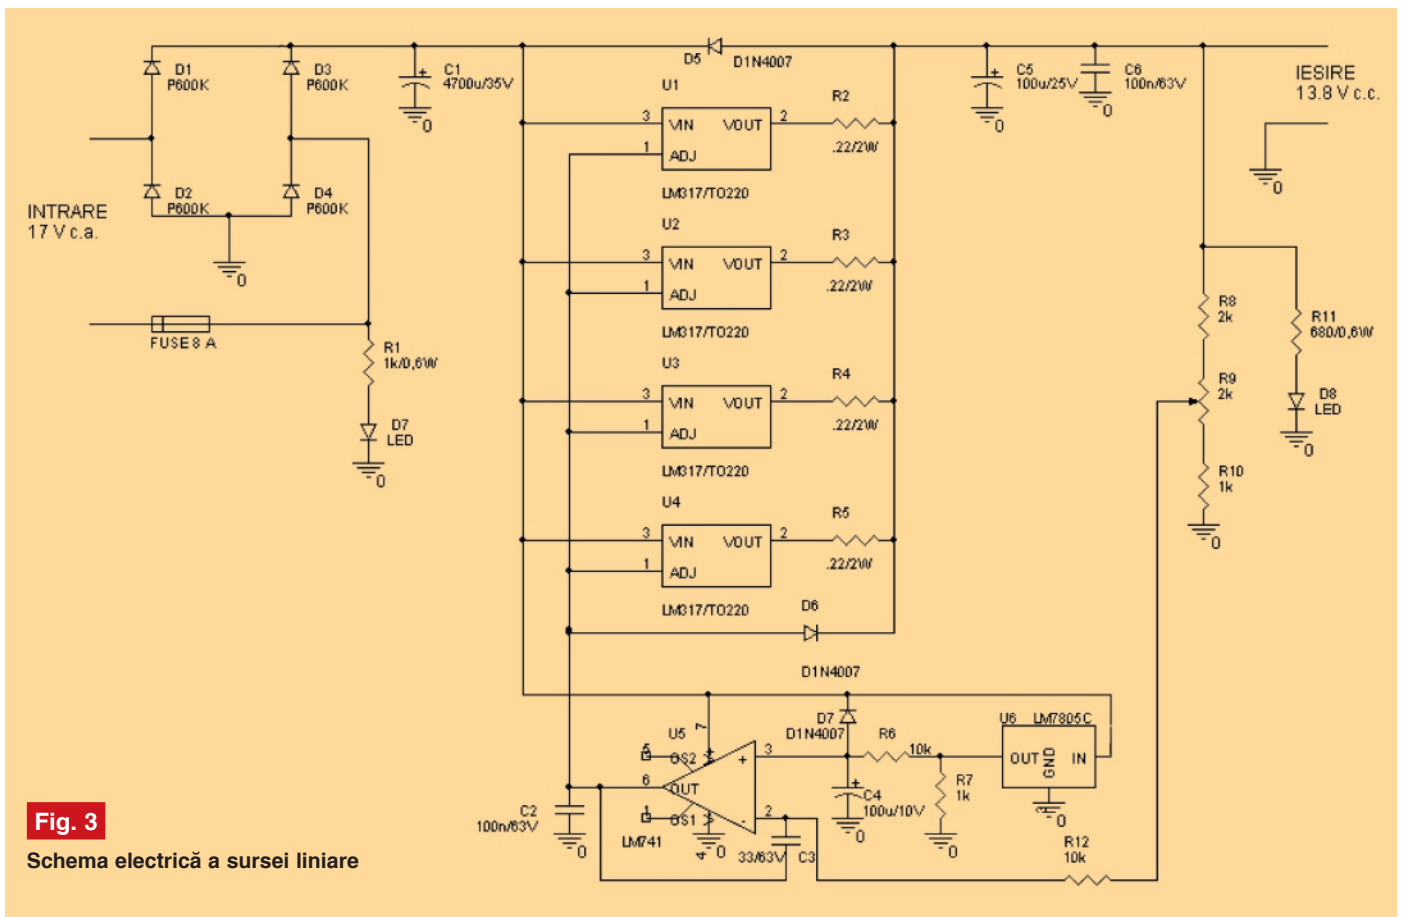 D1
P600K
D3
P600K
C1
4700u/35V
0
D5
D1N4007
C5
100u/25V
0
C6
100n/63V
0
IESIRE
13.8 V c.c.
0
D2
P600K
D4
P600K
INTRARE
17 V c.a.
0
FUSE 8 A
R1
1k/0,6W
D7
LED
0
U1
3
VIN
VOUT
2
1
ADJ
LM317/TO220
R2
.22/2W
U2
3
VIN
VOUT
2
1
ADJ
LM317/TO220
R3
.22/2W
U3
3
VIN
VOUT
2
1
ADJ
LM317/TO220
R4
.22/2W
U4
3
VIN
VOUT
2
1
ADJ
LM317/TO220
R5
.22/2W
D6
D1N4007
R8
2k
R9
2k
R10
1k
0
R11
680/0,6W
D8
LED
0
U5
7
5
OS2
6
OUT
1
OS1
+
-
3
2
4
0
LM741
C2
100n/63V
0
33/63V
C3
D7
D1N4007
R6
10k
C4
100u/10V
0
R7
1k
0
U6
LM7805C
OUT
GND
IN
0
R12
10k
Fig. 3
Schema electrică a sursei liniare